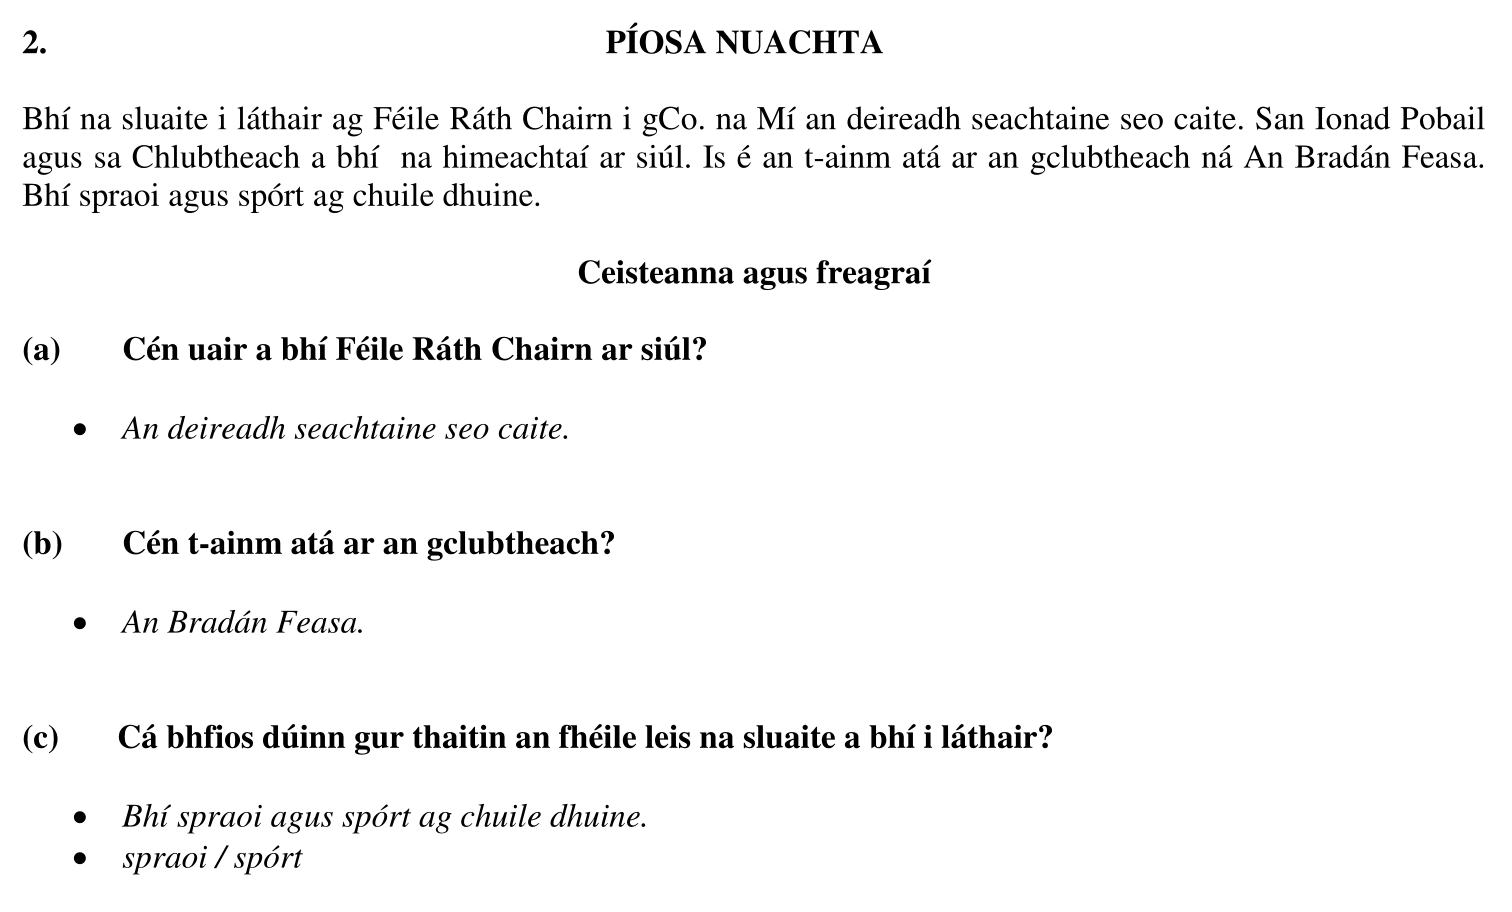 2. PÍOSA NUACHTA
Bhí na sluaite i láthair ag Féile Ráth Chairn i gCo. na Mí an deireadh seachtaine seo caite. San Ionad Pobail
agus sa Chlubtheach a bhí na himeachtaí ar siúl. Is é an t-ainm atá ar an gclubtheach ná An Bradán Feasa.
Bhí spraoi agus spórt ag chuile dhuine.
Ceisteanna agus freagraí
(a) Cén uair a bhí Féile Ráth Chairn ar siúl?
• An deireadh seachtaine seo caite.
(b) Cén t-ainm atá ar an gclubtheach?
• An Bradán Feasa.
(c) Cá bhfios dúinn gur thaitin an fhéile leis na sluaite a bhí i láthair?
• Bhí spraoi agus spórt ag chuile dhuine.
• spraoi / spórt